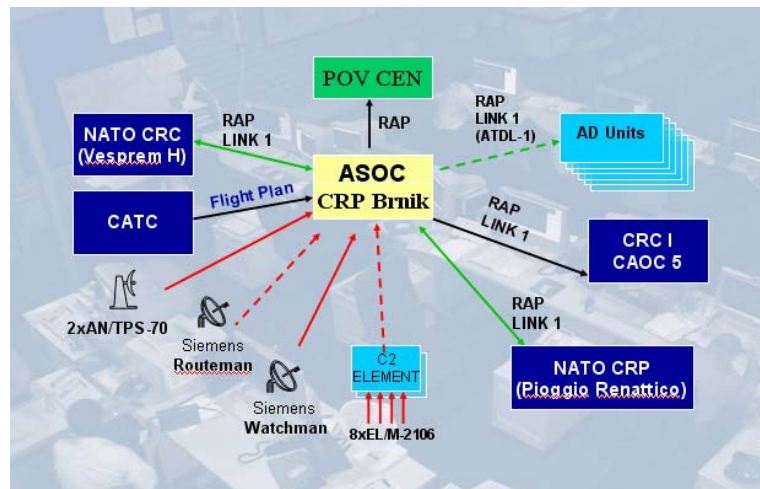 POV CEN
RAP
RAP
LINK 1
NATO CRC
(Vesprem H)
RAP
LINK 1
(ATDL-1)
AD Units
ASOC
CRP Brnik
Flight Plan
CATC
RAP
LINK 1
CRC I
CAOC 5
2xAN/TPS-70
Siemens
Routeman
Siemens
Watchman
C2
ELEMENT
8xEL/M-2106
RAP
LINK 1
NATO CRP
(Pioggio Renattico)